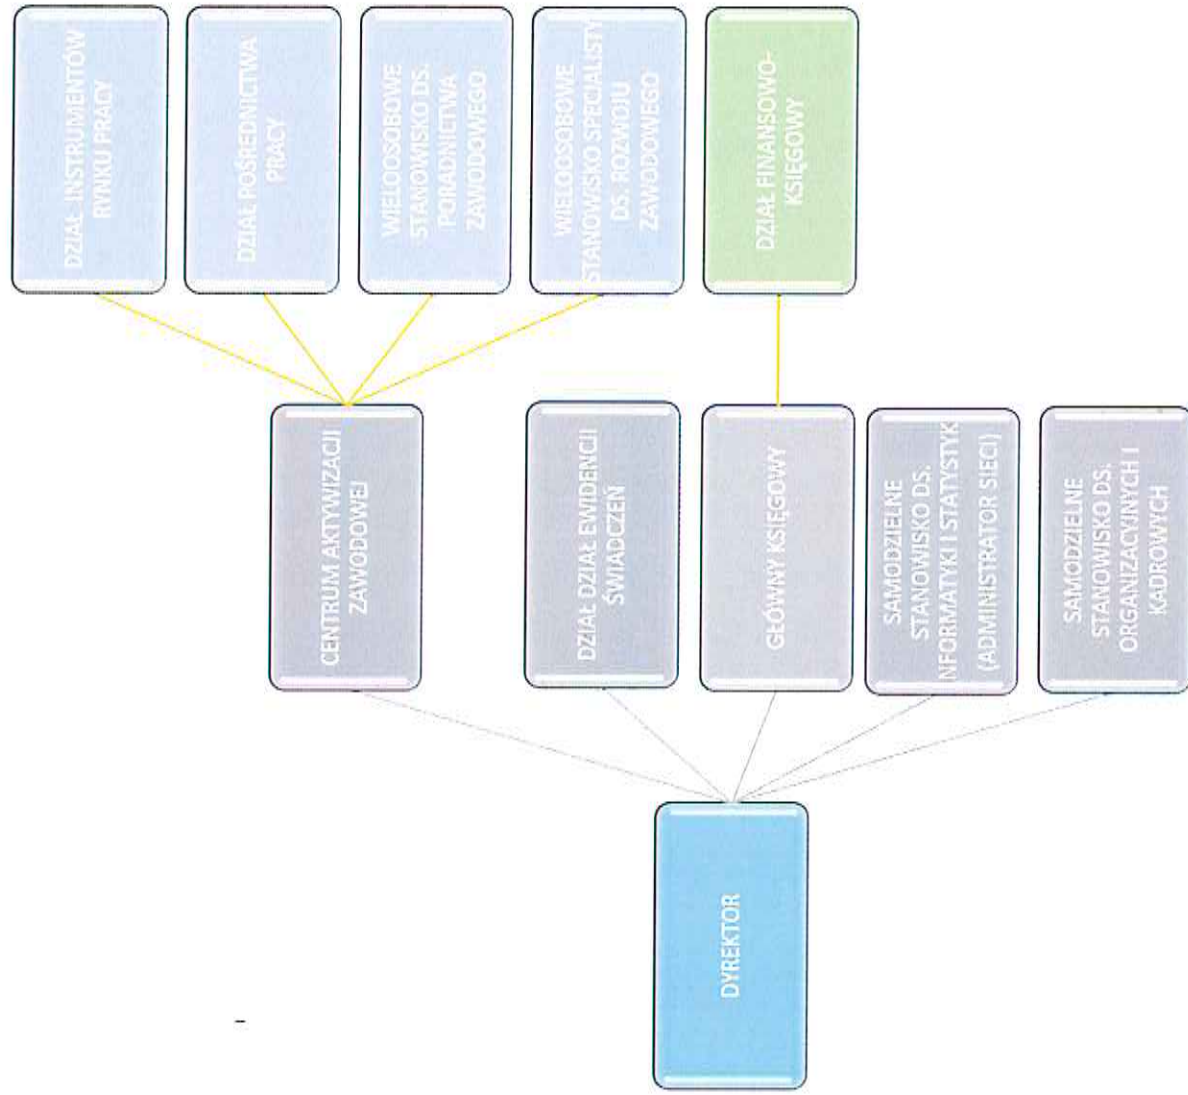 DYREKTOR
CENTRUM AKTYWIZACJI
ZAWODOWEJ
DZIAŁ DZIAŁ EWIDENCJI I
ŚWIADCZEŃ
GŁÓWNY KSIĘGOWY
SAMODZIELNE
STANOWISKO DS.
NFORMATYKI I STATYSTYK
(ADMINISTRATOR SIECI)
SAMODZIELNE
STANOWISKO DS.
ORGANIZACYJNYCH I
KADROWYCH
DZIAŁ INSTRUMENTÓW
RYNKU PRACY
DZIAŁ POŚREDNICTWA
PRACY
WIELOOSOBOWE
STANOWISKO DS.
PORADNICTWA
ZAWODOWEGO
WIELOOSOBOWE
STANOWISKO SPECJALISTY
DS. ROZWOJU
ZAWODOWEGO
DZIAŁ FINANSOWO-
KSIĘGOWY